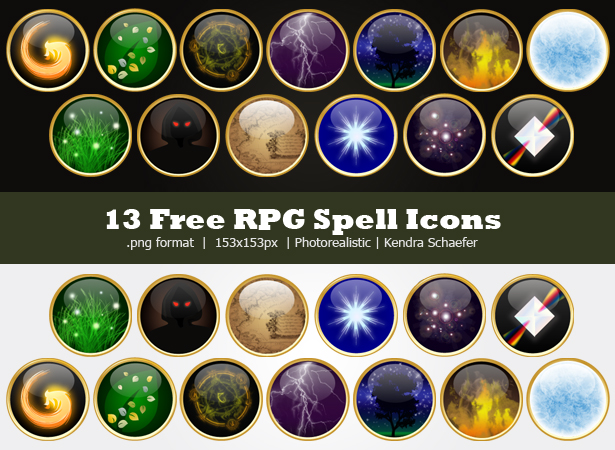 13 Free RPG Spell Icons
.png format | 153x153px | Photorealistic | Kendra Schaefer